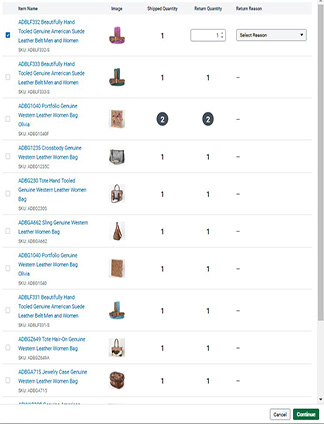 Item Name Image Shipped Quantity Return Quantity Return Reason
ADBLF332 Beautifully Hand
Tooled Genuine American Suede
Leather Belt Men and Women
SKU: ADBLF332-S
1 1 Select Reason
ADBLF333 Beautifully Hand
Tooled Genuine American Suede
Leather Belt Men and Women
SKU: ADBLF333-S
1 1 –
ADBG1040 Portfolio Genuine
Western Leather Women Bag
Olivia
SKU: ADBG1040F
2 2 –
ADBG1235 Crossbody Genuine
Western Leather Women Bag
SKU: ADBG1235C
1 1 –
ADBG230 Tote Hand Tooled
Genuine Western Leather Women
Bag
SKU: ADBG230S
1 1 –
ADBGA662 Sling Genuine Western
Leather Women Bag
SKU: ADBGA662
1 1 –
ADBG1040 Portfolio Genuine
Western Leather Women Bag
Olivia
SKU: ADBG1040
1 1 –
ADBLF331 Beautifully Hand
Tooled Genuine American Suede
Leather Belt Men and Women
SKU: ADBLF331-S
1 1 –
ADBGZ649 Tote Hair-On Genuine
Western Leather Women Bag
SKU: ADBGZ649A
1 1 –
ADBGA715 Jewelry Case Genuine
Western Leather Women Bag
SKU: ADBGA715
1 1 –
Cancel Continue